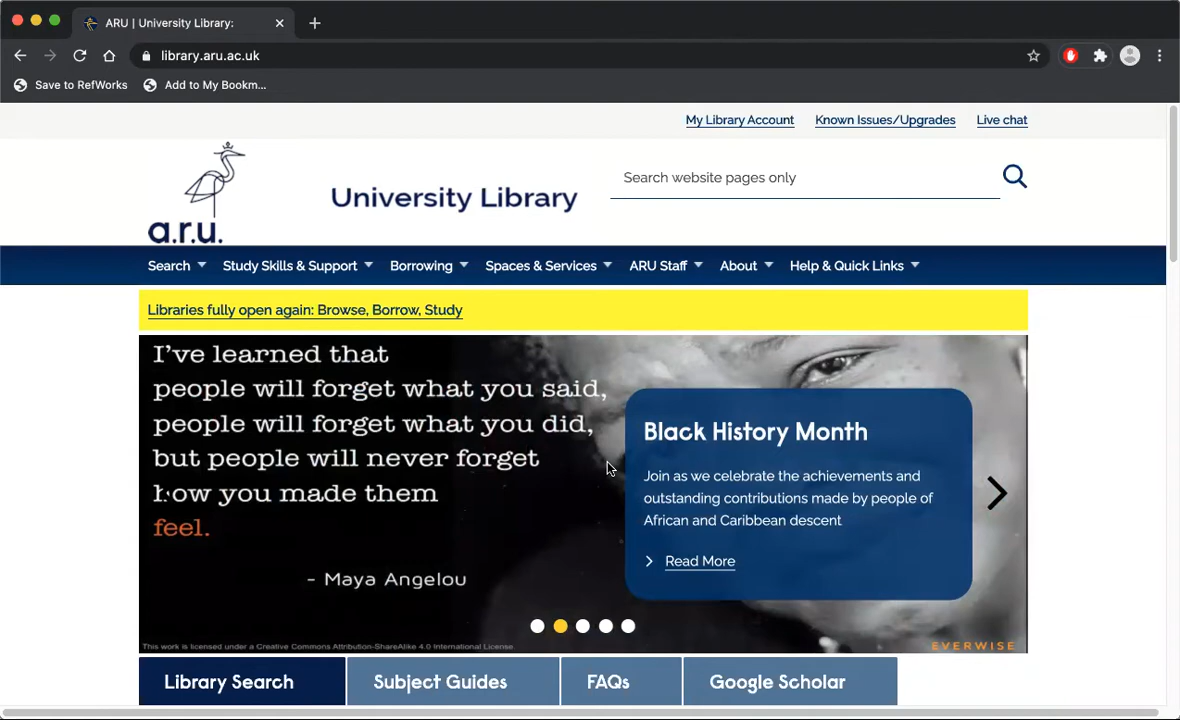 ARU | University Library:
library.aru.ac.uk
Save to RefWorks
Add to My Bookm...
My Library Account
Known Issues/Upgrades
Live chat
a.r.u.
University Library
Search website pages only
Search
Study Skills & Support
Borrowing
Spaces & Services
ARU Staff
About
Help & Quick Links
Libraries fully open again: Browse, Borrow, Study
I've learned that
people will forget what you said,
people will forget what you did,
but people will never forget
how you made them
feel.
- Maya Angelou
This work is licensed under a Creative Commons Attribution-ShareAlike 4.0 International License.
Black History Month
Join as we celebrate the achievements and
outstanding contributions made by people of
African and Caribbean descent
Read More
EVERWISE
Library Search
Subject Guides
FAQs
Google Scholar